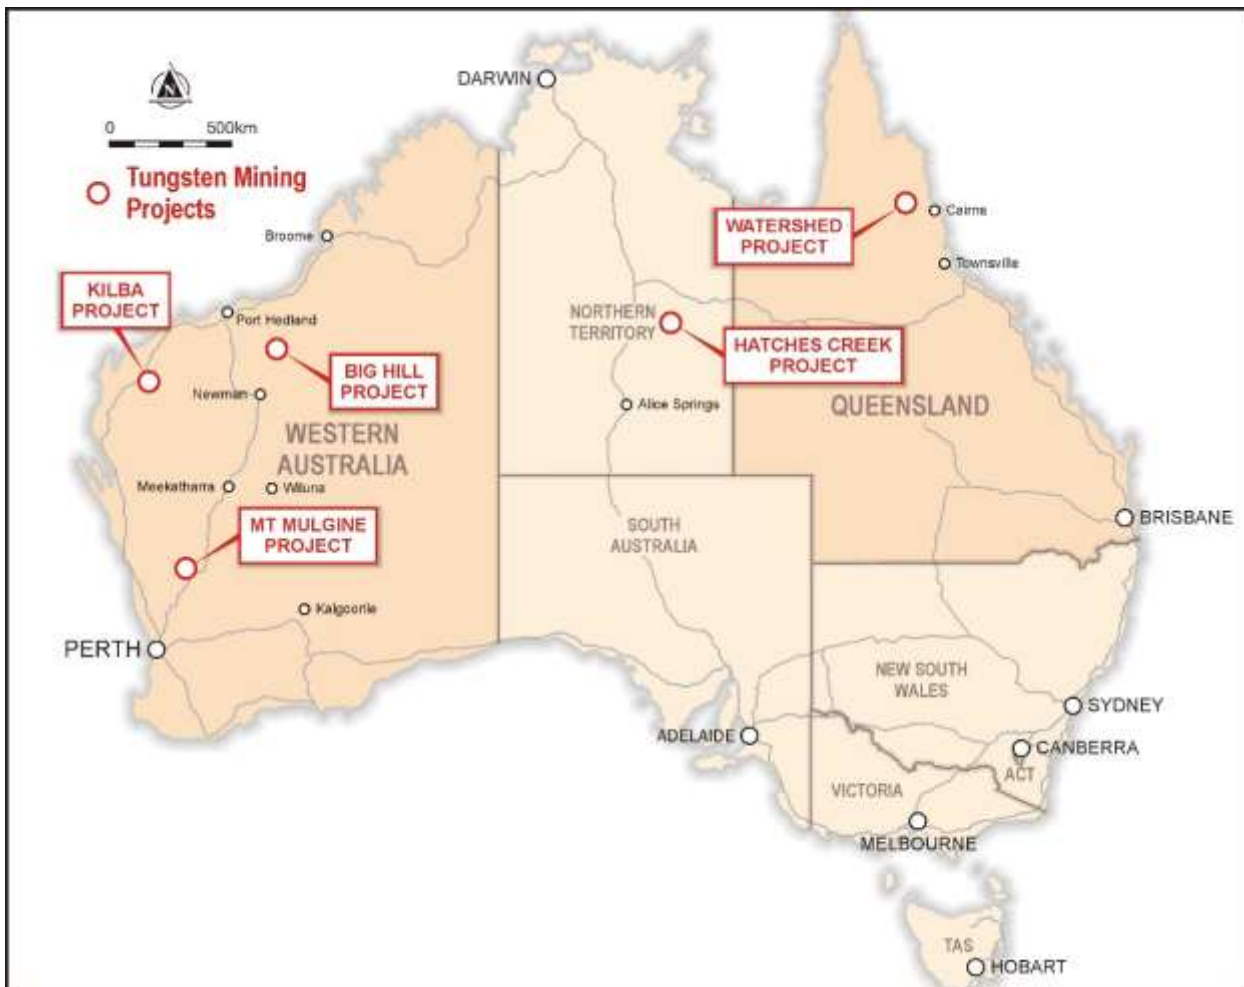 DARWIN
N
0 500km
Tungsten Mining
Projects
WATERSHED
PROJECT
Cairns
Broome
Townsville
KILBA
PROJECT
Port Hedland
NORTHERN
TERRITORY
HATCHES CREEK
PROJECT
BIG HILL
PROJECT
Newman
Alice Springs
QUEENSLAND
WESTERN
AUSTRALIA
Meekatharra
Wiluna
MT MULGINE
PROJECT
SOUTH
AUSTRALIA
BRISBANE
Kalgoorlie
PERTH
NEW SOUTH
WALES
SYDNEY
ADELAIDE
CANBERRA
ACT
VICTORIA
MELBOURNE
TAS
HOBART